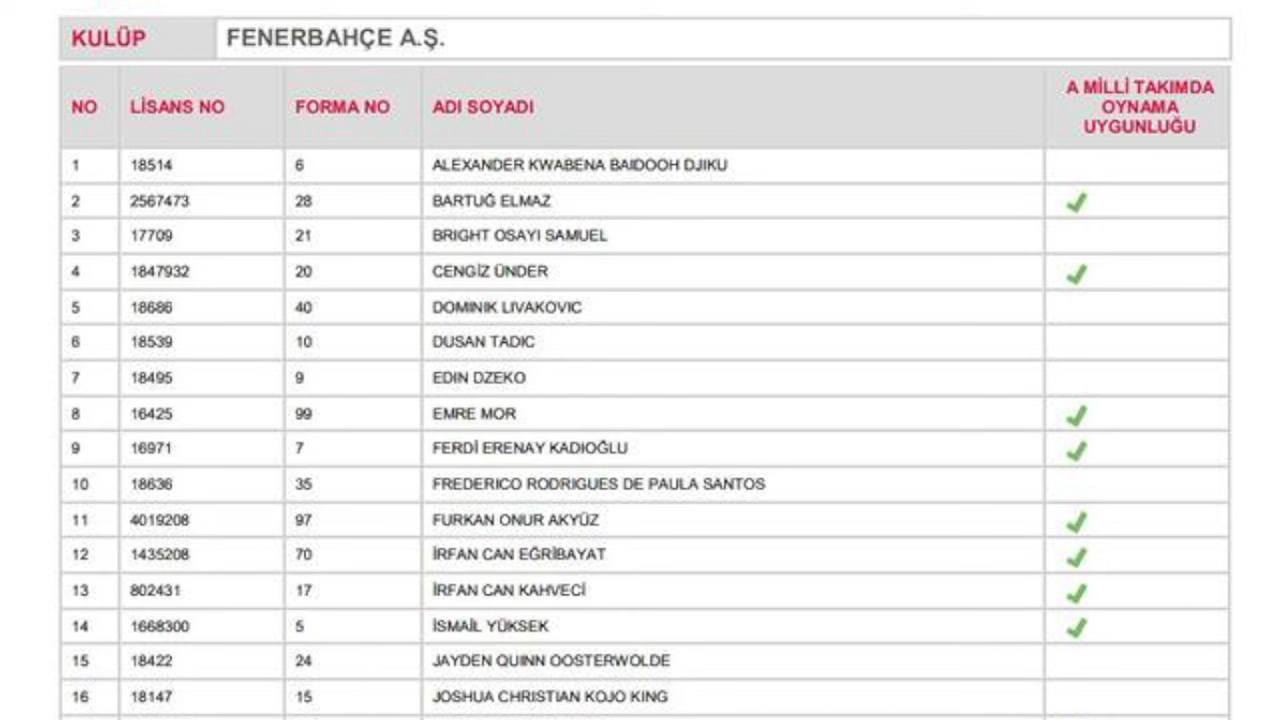 KULÜP FENERBAHÇE A.Ş.
NO LİSANS NO FORMA NO ADI SOYADI A MİLLİ TAKIMDA OYNAMA UYGUNLUĞU
1 18514 6 ALEXANDER KWABENA BAIDOOH DJIKU
2 2567473 28 BARTUĞ ELMAZ
3 17709 21 BRIGHT OSAYI SAMUEL
4 1847932 20 CENGİZ ÜNDER
5 18686 40 DOMINIK LIVAKOVIC
6 18539 10 DUSAN TADIC
7 18495 9 EDIN DZEKO
8 16425 99 EMRE MOR
9 16971 7 FERDİ ERENAY KADIOĞLU
10 18636 35 FREDERICO RODRIGUES DE PAULA SANTOS
11 4019208 97 FURKAN ONUR AKYÜZ
12 1435208 70 İRFAN CAN EĞRİBAYAT
13 802431 17 İRFAN CAN KAHVECİ
14 1668300 5 İSMAİL YÜKSEK
15 18422 24 JAYDEN QUINN OOSTERWOLDE
16 18147 15 JOSHUA CHRISTIAN KOJO KING